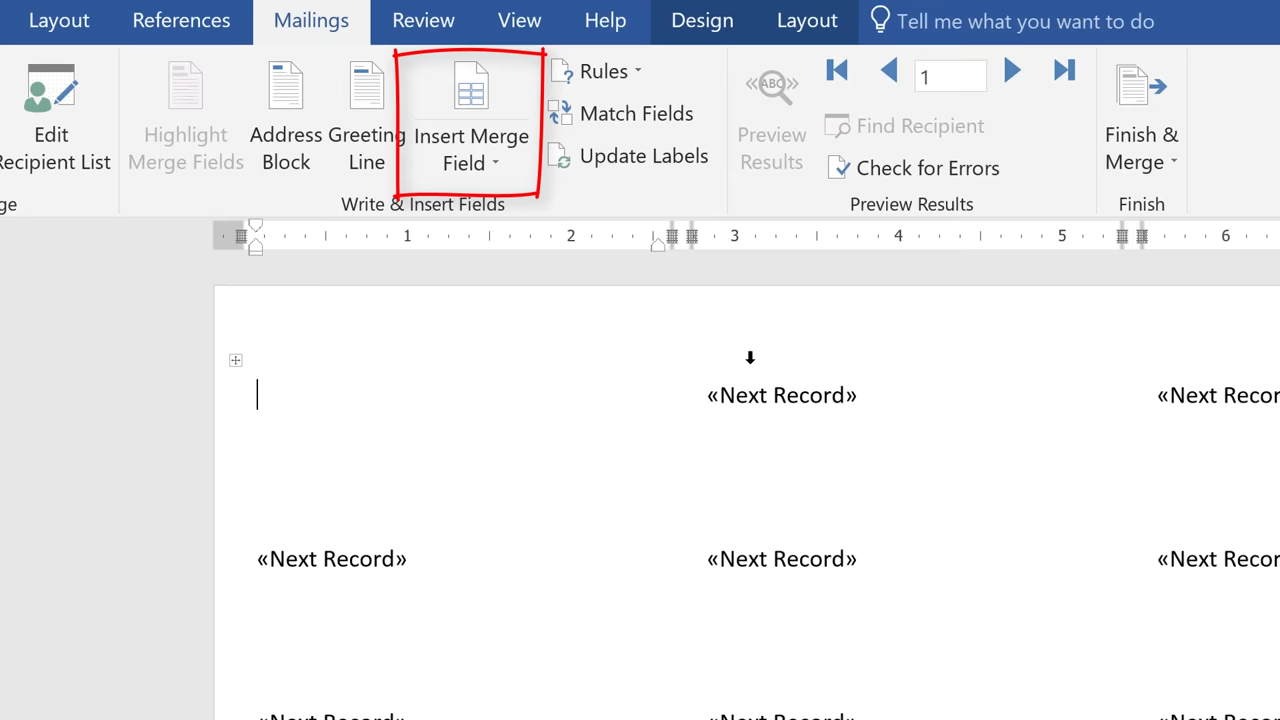 Layout References Mailings Review View Help Design Layout Tell me what you want to do
Edit
Recipient List
Highlight
Merge Fields
Address
Block
Greeting
Line
Insert Merge
Field
Rules
Match Fields
Update Labels
Write & Insert Fields
ABC
Preview
Results
1
Find Recipient
Check for Errors
Preview Results
Finish &
Merge
Finish
1 2 3 4 5 6
«Next Record»
«Next Record»
«Next Record»
«Next Record»
«Next Record»